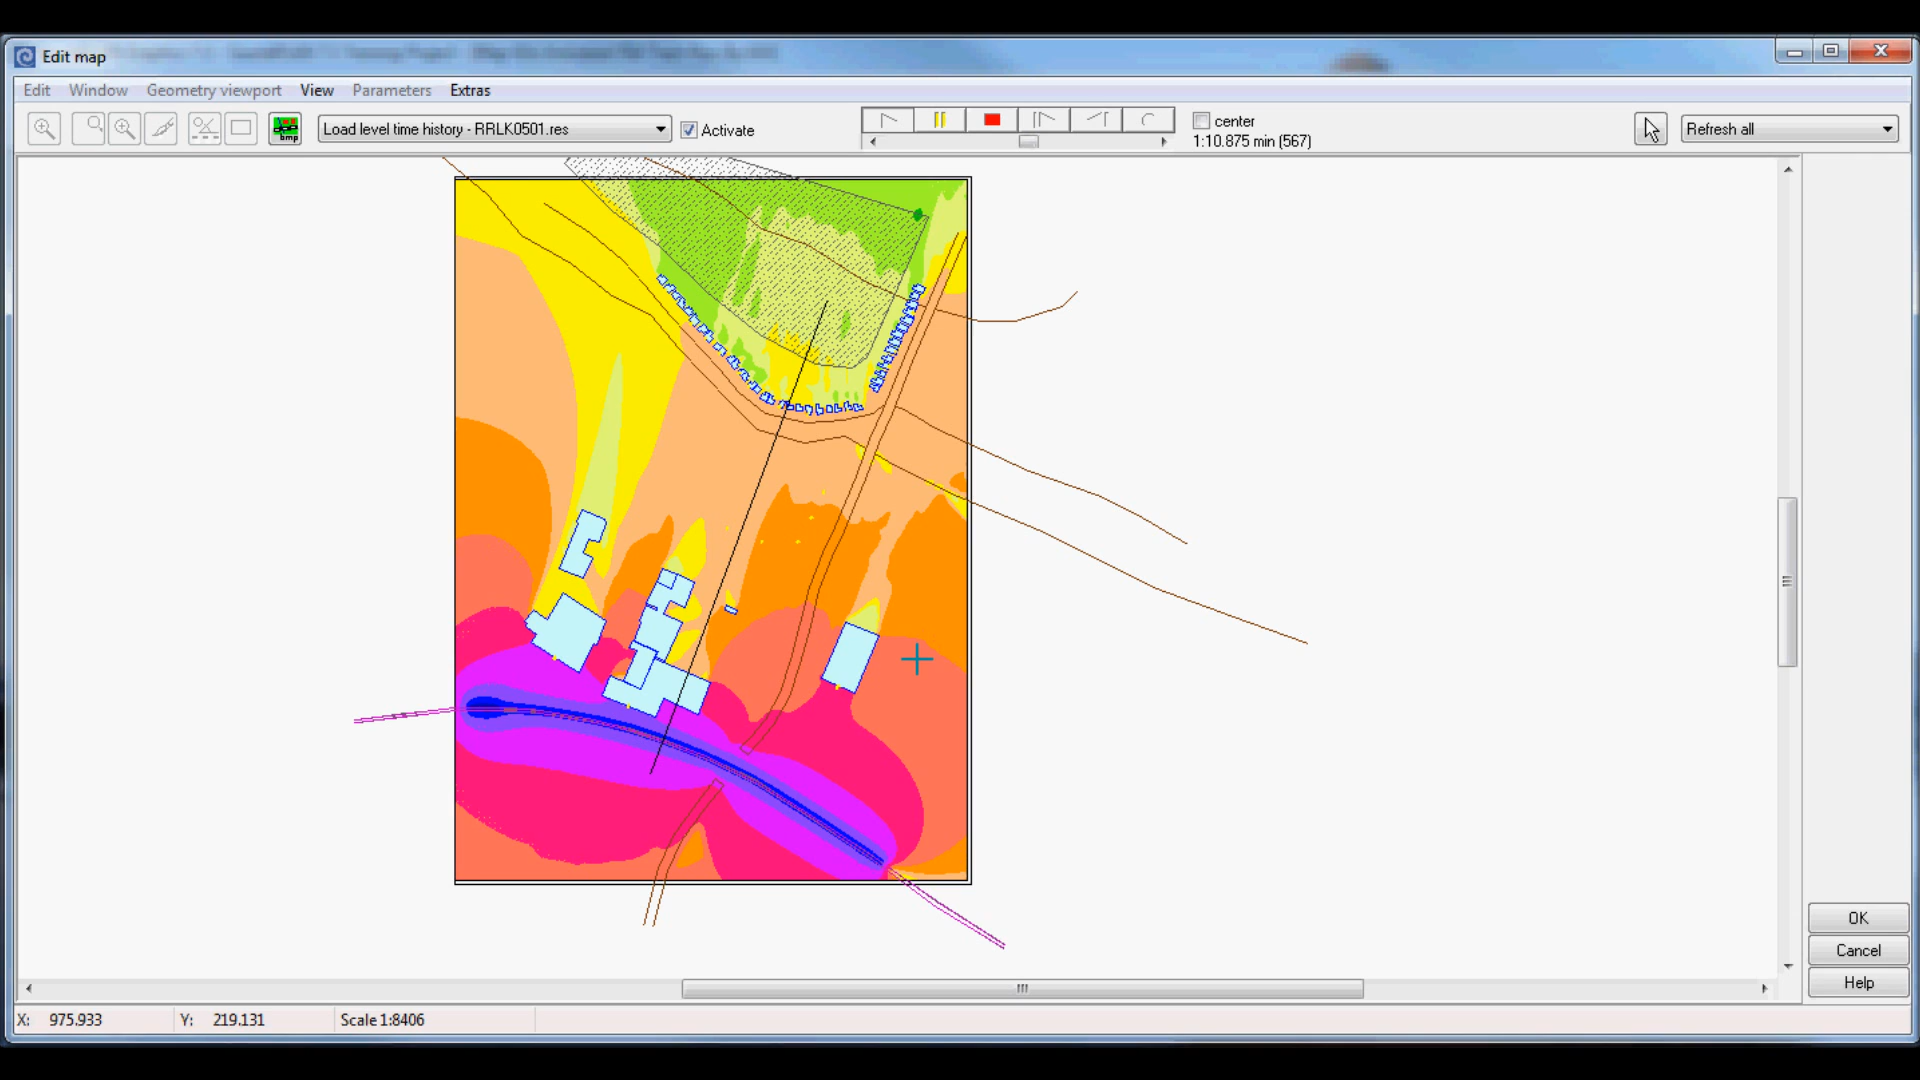 Edit map
Edit Window Geometry viewport View Parameters Extras
bmp
Load level time history - RRLK0501.res
Activate
center
1:10.875 min (567)
Refresh all
OK
Cancel
Help
X: 975.933 Y: 219.131 Scale 1:8406